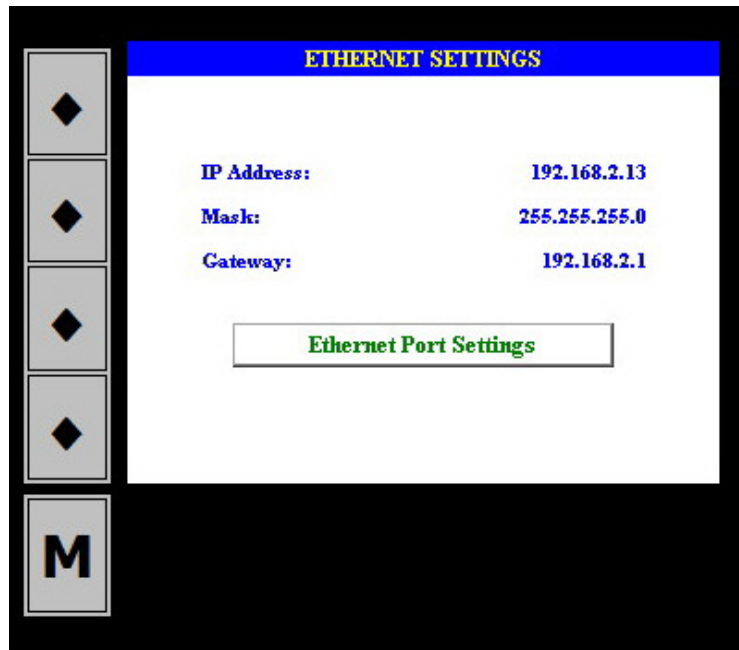 ETHERNET SETTINGS
IP Address: 192.168.2.13
Mask: 255.255.255.0
Gateway: 192.168.2.1
Ethernet Port Settings
M